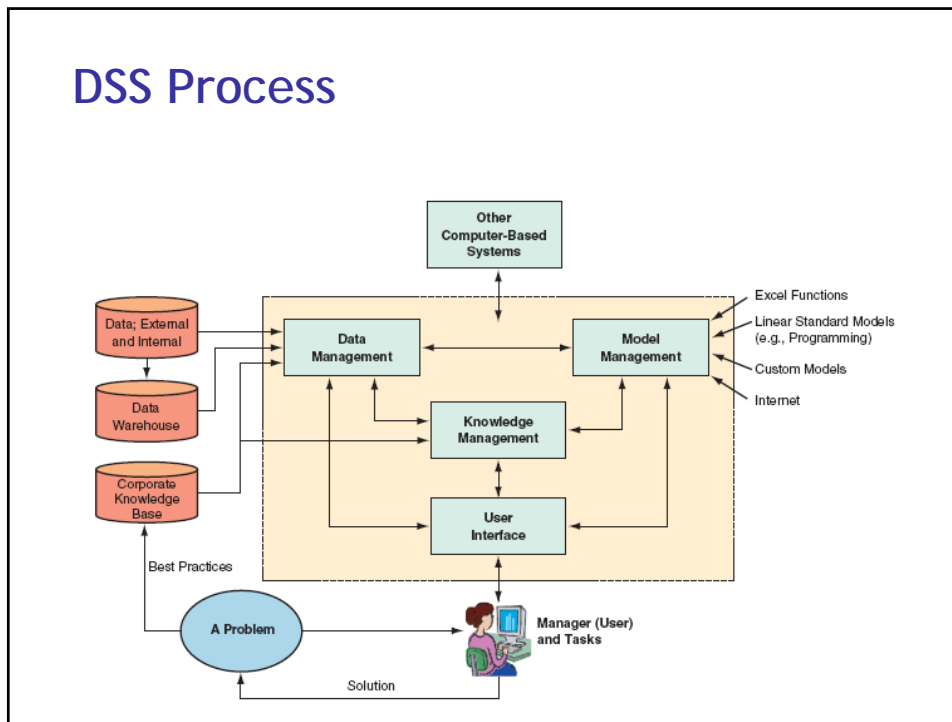 DSS Process
Other
Computer-Based
Systems
Data; External
and Internal
Data
Management
Model
Management
Excel Functions
Linear Standard Models
(e.g., Programming)
Custom Models
Internet
Data
Warehouse
Knowledge
Management
Corporate
Knowledge
Base
User
Interface
Best Practices
A Problem
Manager (User)
and Tasks
Solution